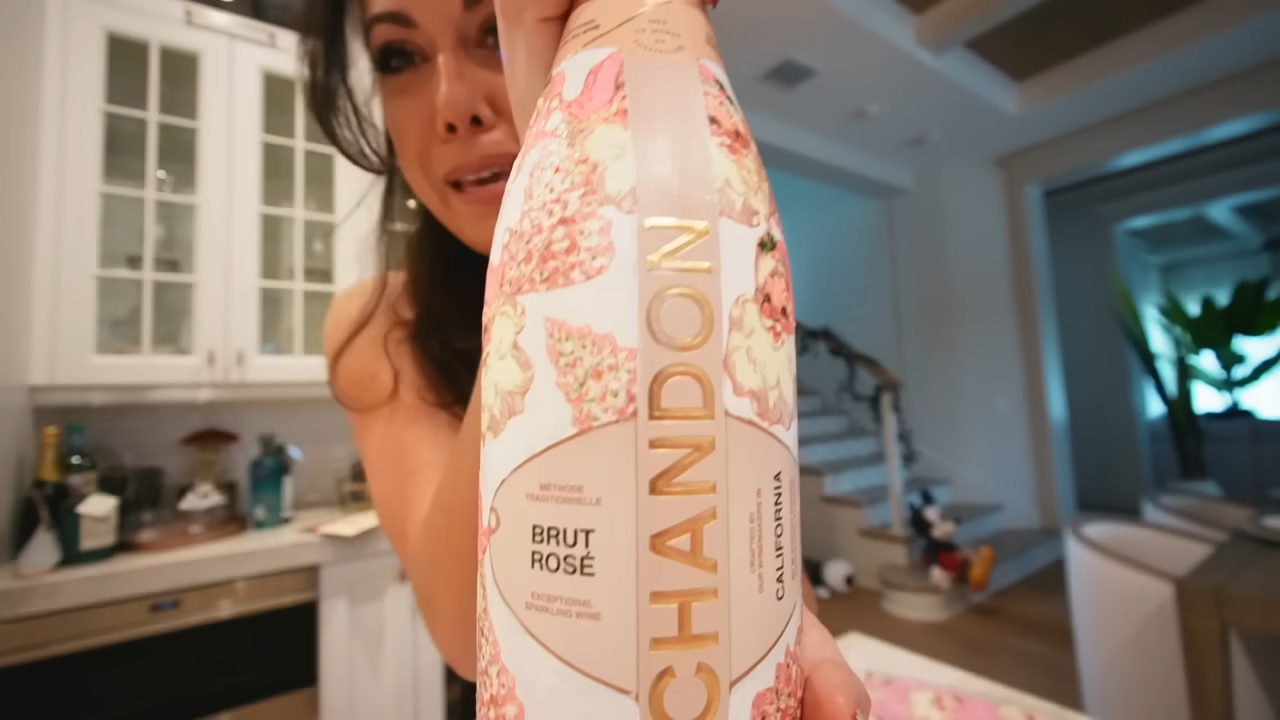 CHANDON
MÉTHODE
TRADITIONNELLE
BRUT
ROSÉ
EXCEPTIONAL
SPARKLING WINE
CRAFTED BY
OUR WINEMAKERS IN
CALIFORNIA